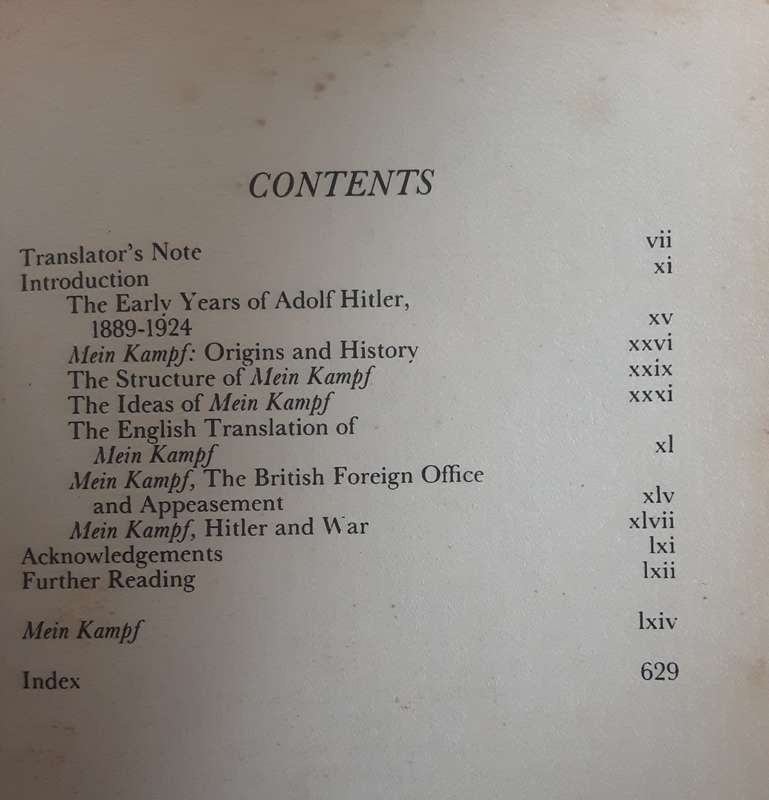 CONTENTS
Translator's Note vii
Introduction xi
The Early Years of Adolf Hitler,
1889-1924 xv
Mein Kampf: Origins and History xxvi
The Structure of Mein Kampf xxix
The Ideas of Mein Kampf xxxi
The English Translation of
Mein Kampf xl
Mein Kampf, The British Foreign Office
and Appeasement xlv
Mein Kampf, Hitler and War xlvii
Acknowledgements lxi
Further Reading lxii
Mein Kampf lxiv
Index 629